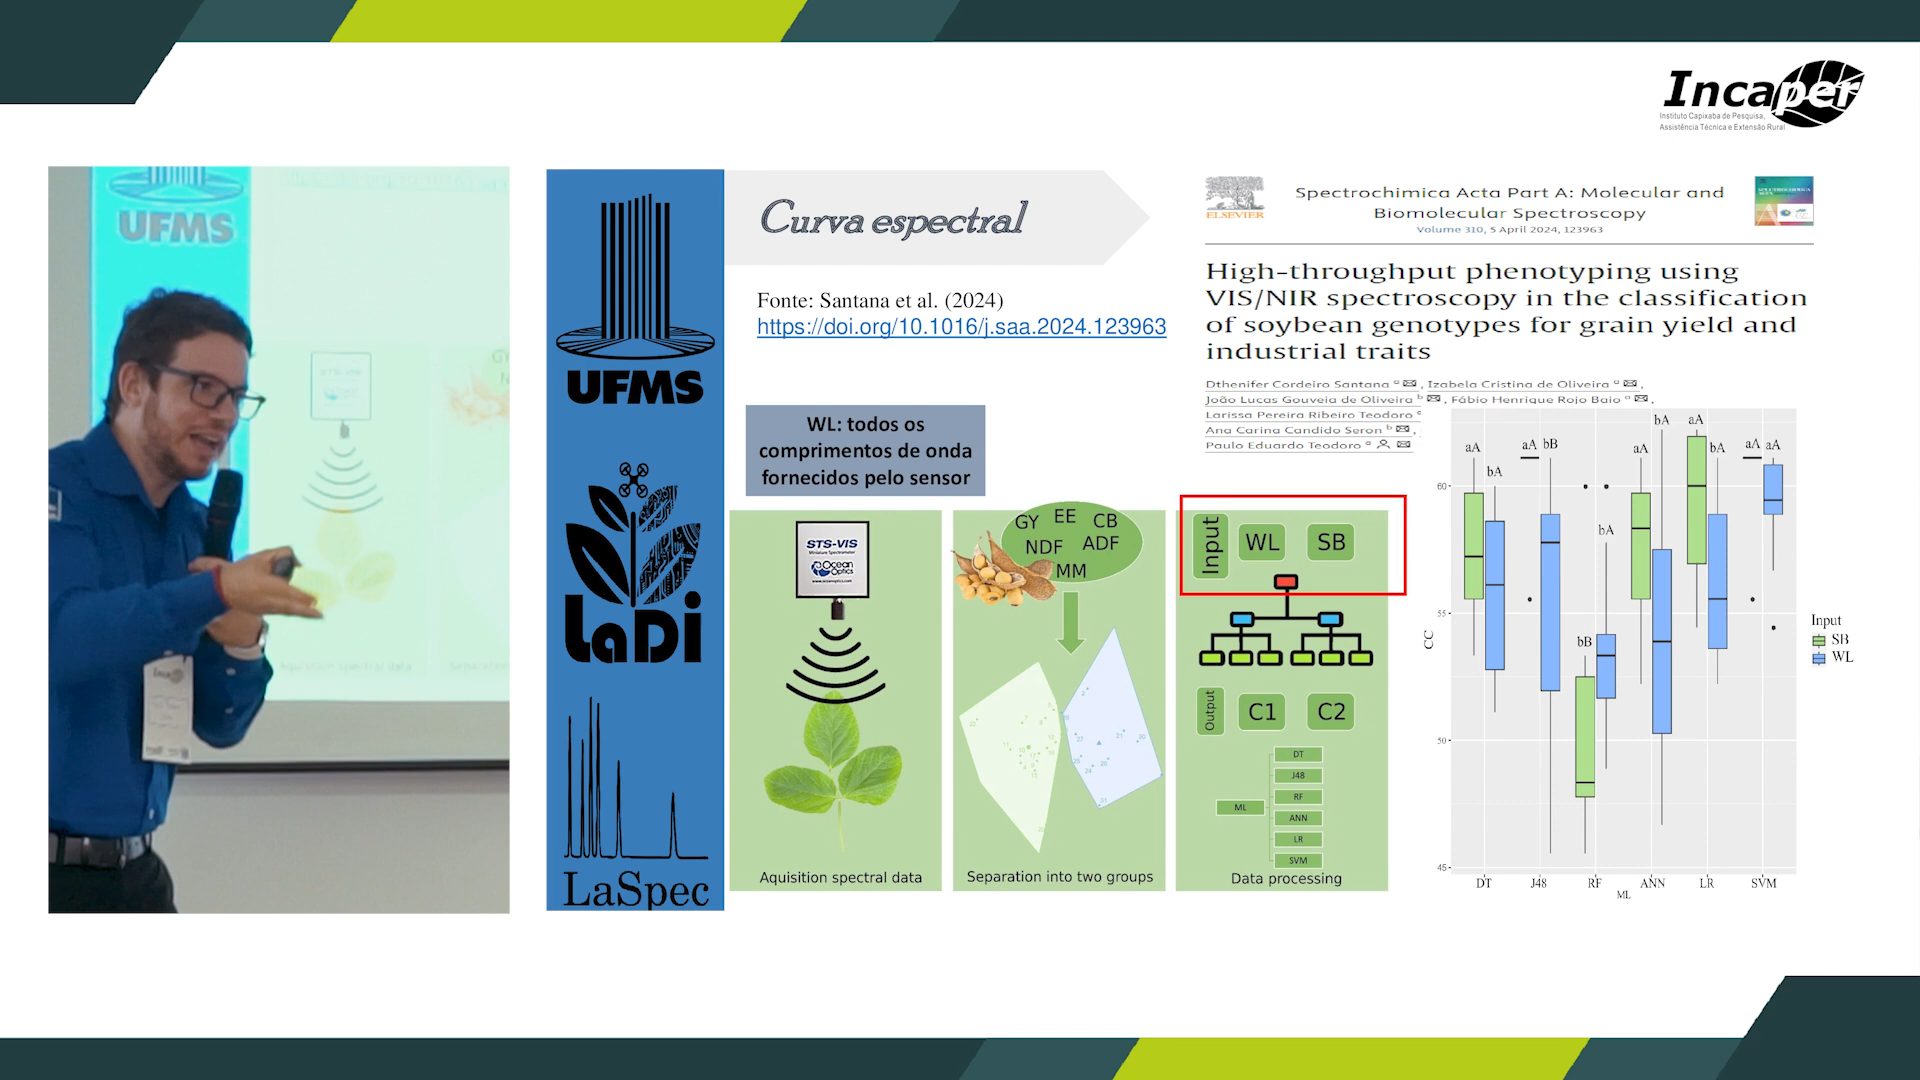 Incaper
Instituto Capixaba de Pesquisa,
Assistência Técnica e Extensão Rural
UFMS
UFMS
LaDi
LaSpec
Curva espectral
Fonte: Santana et al. (2024)
https://doi.org/10.1016/j.saa.2024.123963
ELSEVIER
Spectrochimica Acta Part A: Molecular and
Biomolecular Spectroscopy
Volume 310, 5 April 2024, 123963
High-throughput phenotyping using
VIS/NIR spectroscopy in the classification
of soybean genotypes for grain yield and
industrial traits
Dthenifer Cordeiro Santana a, Izabela Cristina de Oliveira a,
João Lucas Gouveia de Oliveira b, Fábio Henrique Rojo Baio a,
Larissa Pereira Ribeiro Teodoro
Ana Carina Candido Seron b,
Paulo Eduardo Teodoro a
WL: todos os
comprimentos de onda
fornecidos pelo sensor
STS-VIS
Miniature Spectrometer
Ocean
Optics
Aquisition spectral data
GY EE CB
NDF ADF
MM
Separation into two groups
Input WL SB
Output C1 C2
ML
DT
J48
RF
ANN
LR
SVM
Data processing
aA bA aA bB bB bA aA bA aA bA aA aA
60
55
50
45
CC
DT J48 RF ANN LR SVM
ML
Input
SB
WL